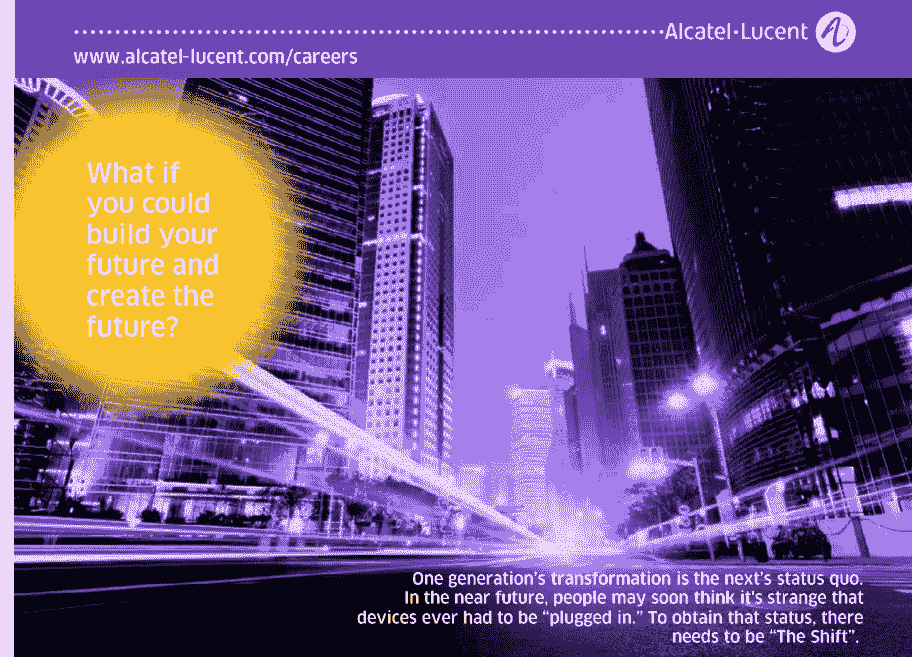 Alcatel·Lucent
www.alcatel-lucent.com/careers
What if
you could
build your
future and
create the
future?
One generation's transformation is the next's status quo.
In the near future, people may soon think it's strange that
devices ever had to be “plugged in.” To obtain that status, there
needs to be “The Shift”.